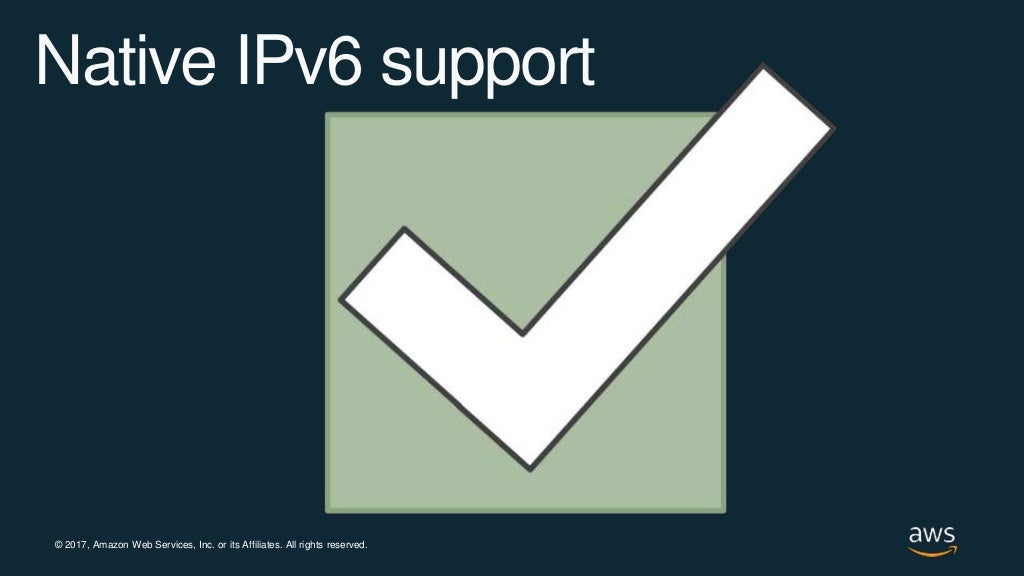 Native IPv6 support
© 2017, Amazon Web Services, Inc. or its Affiliates. All rights reserved.
aws